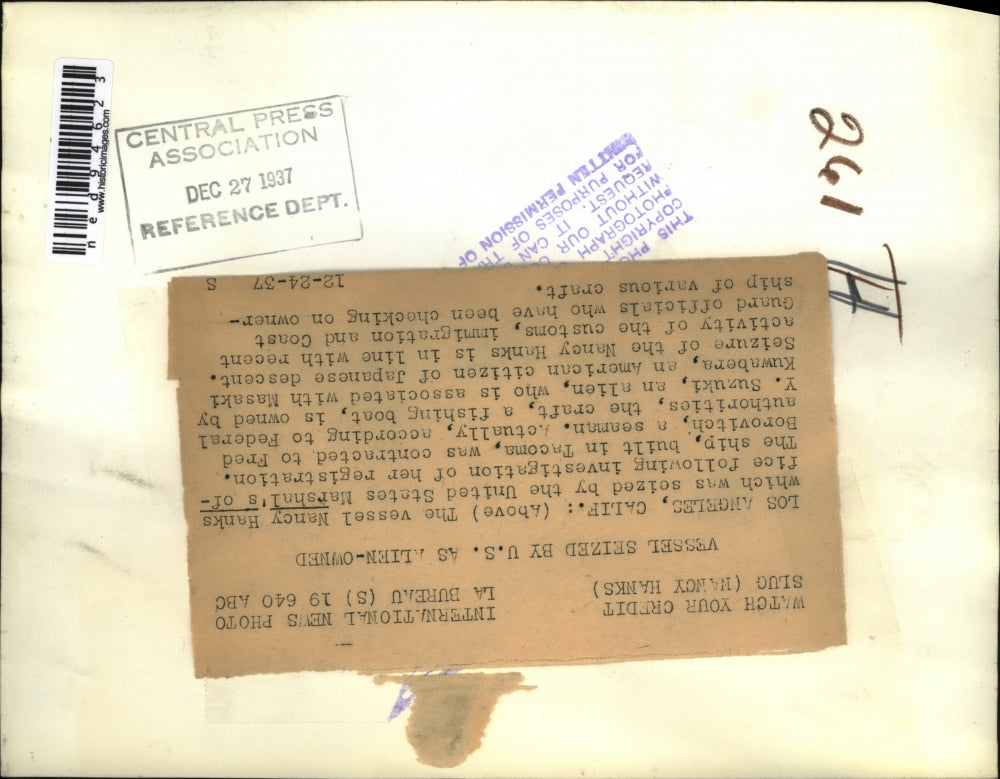 ned94623
www.historicimages.com
CENTRAL PRESS
ASSOCIATION
DEC 27 1937
REFERENCE DEPT.
261
THIS
COPYRIGHT
PHOTOGRAPH
WITHOUT OUR
REQUEST. IT CAN
FOR PURPOSES OF
WRITTEN PERMISSION OF
WATCH YOUR CREDIT INTERNATIONAL NEWS PHOTO
SLUG (NANCY HANKS) LA BUREAU (S) 19 640 ABC
VESSEL SEIZED BY U.S. AS ALIEN-OWNED
LOS ANGELES, CALIF.: (Above) The vessel Nancy Hanks
which was seized by the United States Marshal's of-
fice following investigation of her registration.
The ship, built in Tacoma, was contracted to Fred
Borovitch, a seaman. Actually, according to Federal
authorities, the craft, a fishing boat, is owned by
Y. Suzuki, an alien, who is associated with Masaki
Kuwabera, an American citizen of Japanese descent.
Seizure of the Nancy Hanks is in line with recent
activity of the customs, immigration and Coast
Guard officials who have been checking on owner-
ship of various craft.
12-24-37 S